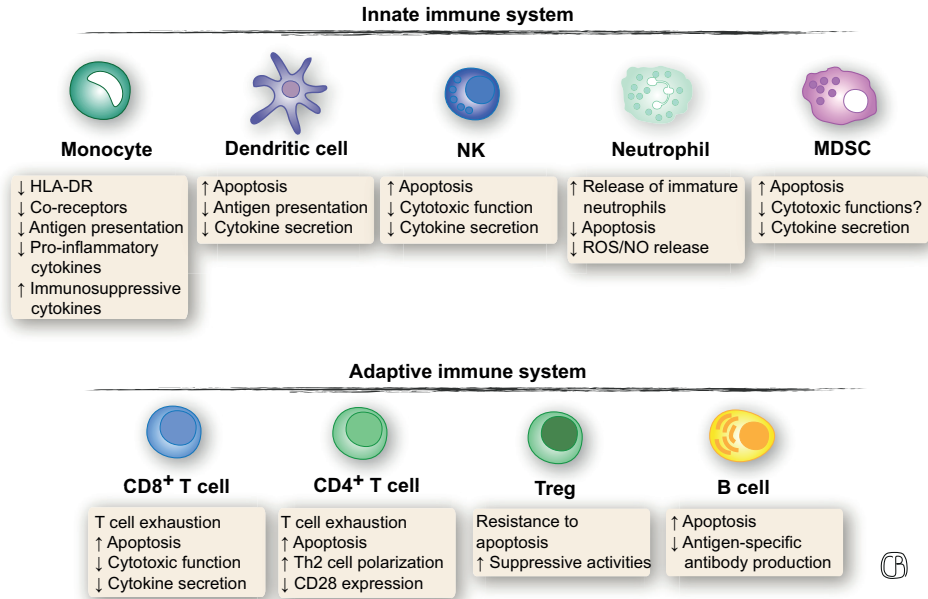 Innate immune system
Monocyte
Dendritic cell
NK
Neutrophil
MDSC
↓ HLA-DR
↓ Co-receptors
↓ Antigen presentation
↓ Pro-inflammatory
cytokines
↑ Immunosuppressive
cytokines
↑ Apoptosis
↓ Antigen presentation
↓ Cytokine secretion
↑ Apoptosis
↓ Cytotoxic function
↓ Cytokine secretion
↑ Release of immature
neutrophils
↓ Apoptosis
↓ ROS/NO release
↑ Apoptosis
↓ Cytotoxic functions?
↓ Cytokine secretion
Adaptive immune system
CD8⁺ T cell
CD4⁺ T cell
Treg
B cell
T cell exhaustion
↑ Apoptosis
↓ Cytotoxic function
↓ Cytokine secretion
T cell exhaustion
↑ Apoptosis
↑ Th2 cell polarization
↓ CD28 expression
Resistance to
apoptosis
↑ Suppressive activities
↑ Apoptosis
↓ Antigen-specific
antibody production
CB